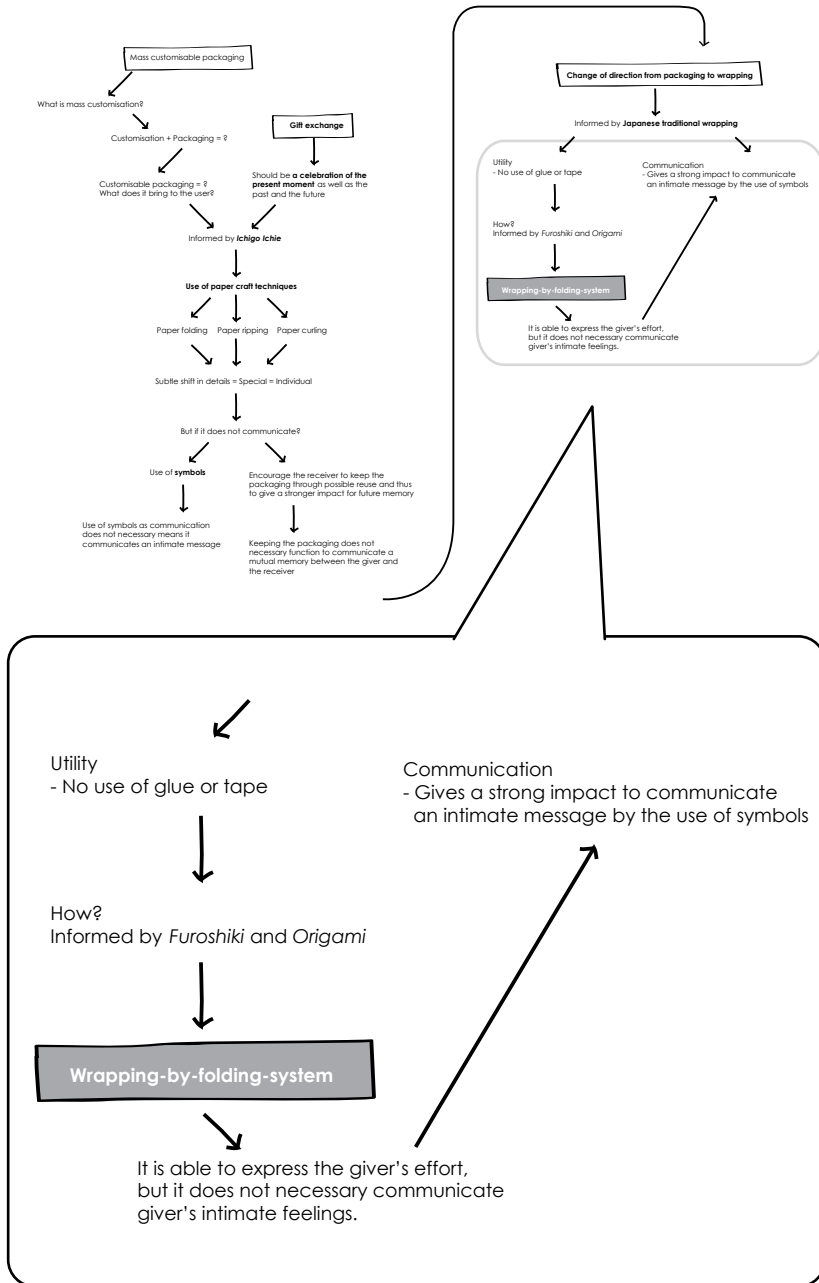 Mass customisable packaging
What is mass customisation?
Customisation + Packaging = ?
Customisable packaging = ?
What does it bring to the user?
Gift exchange
Should be a celebration of the
present moment as well as the
past and the future
Informed by Ichigo Ichie
Use of paper craft techniques
Paper folding
Paper ripping
Paper curling
Subtle shift in details = Special = Individual
But if it does not communicate?
Use of symbols
Use of symbols as communication
does not necessary means it
communicates an intimate message
Encourage the receiver to keep the
packaging through possible reuse and thus
to give a stronger impact for future memory
Keeping the packaging does not
necessary function to communicate a
mutual memory between the giver and
the receiver
Change of direction from packaging to wrapping
Informed by Japanese traditional wrapping
Utility
- No use of glue or tape
How?
Informed by Furoshiki and Origami
Wrapping-by-folding-system
It is able to express the giver's effort,
but it does not necessary communicate
giver's intimate feelings.
Communication
- Gives a strong impact to communicate
an intimate message by the use of symbols
Utility
- No use of glue or tape
How?
Informed by Furoshiki and Origami
Wrapping-by-folding-system
It is able to express the giver's effort,
but it does not necessary communicate
giver's intimate feelings.
Communication
- Gives a strong impact to communicate
an intimate message by the use of symbols